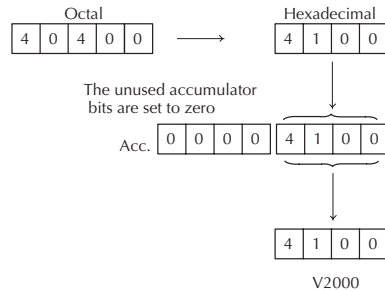 Octal
Hexadecimal
4 0 4 0 0
4 1 0 0
The unused accumulator
bits are set to zero
Acc. 0 0 0 0 4 1 0 0
4 1 0 0
V2000